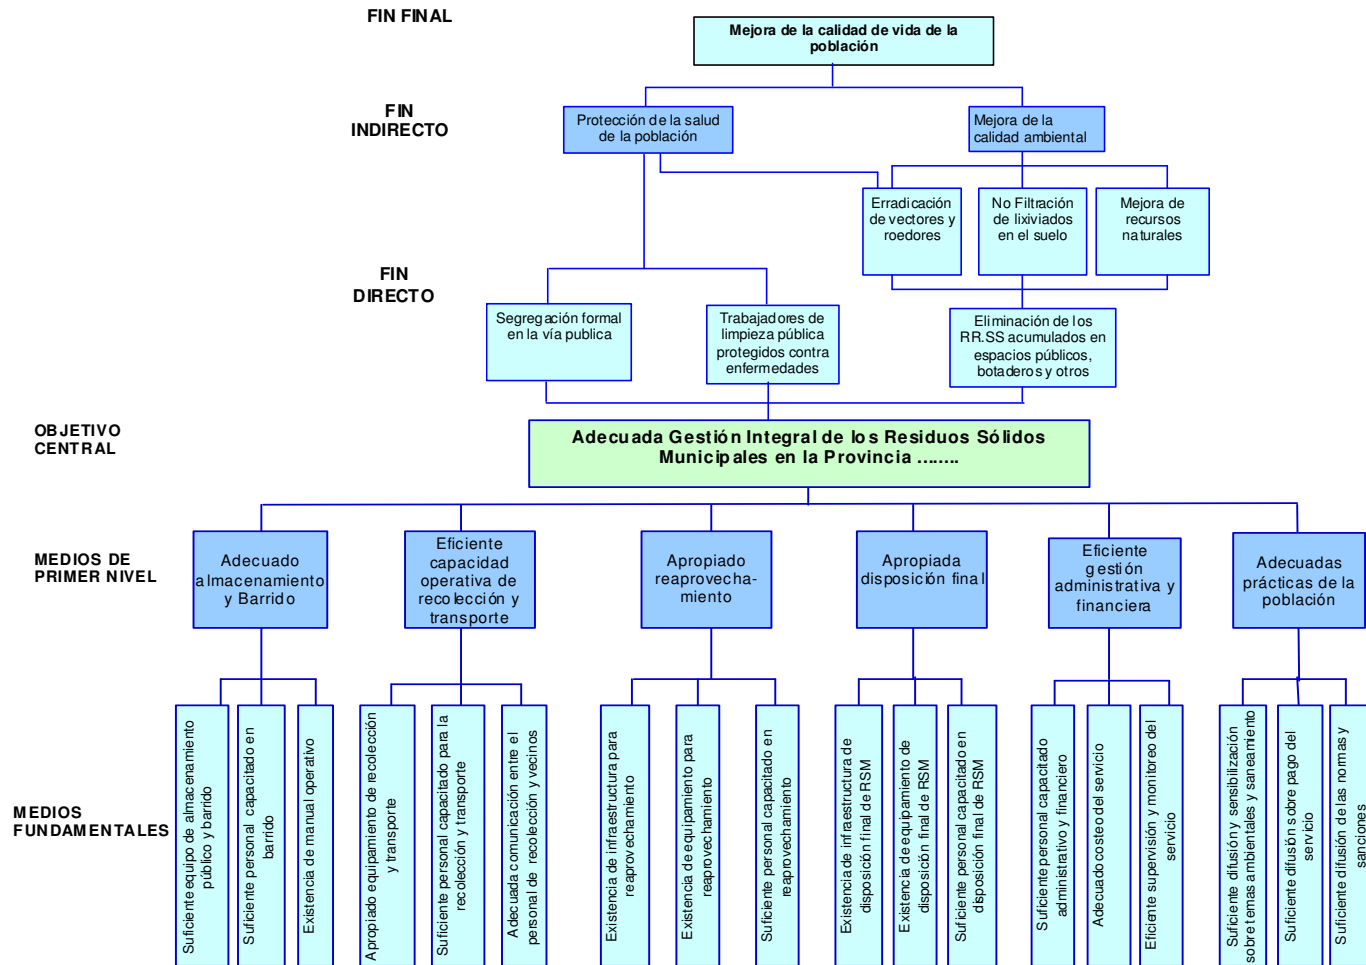 FIN FINAL
Mejora de la calidad de vida de la
población
FIN
INDIRECTO
Protección de la salud
de la población
Mejora de la
calidad ambiental
Erradicación
de vectores y
roedores
No Filtración
de lixiviados
en el suelo
Mejora de
recursos
naturales
FIN
DIRECTO
Segregación formal
en la vía publica
Trabajadores de
limpieza pública
protegidos contra
enfermedades
Eliminación de los
RR.SS acumulados en
espacios públicos,
botaderos y otros
OBJETIVO
CENTRAL
Adecuada Gestión Integral de los Residuos Sólidos
Municipales en la Provincia ........
MEDIOS DE
PRIMER NIVEL
Adecuado
almacenamiento
y Barrido
Eficiente
capacidad
operativa de
recolección y
transporte
Apropiado
reaprovecha-
miento
Apropiada
disposición final
Eficiente
gestión
administrativa y
financiera
Adecuadas
prácticas de la
población
MEDIOS
FUNDAMENTALES
Suficiente equipo de almacenamiento
público y barrido
Suficiente personal capacitado en
barrido
Existencia de manual operativo
Apropiado equipamiento de recolección
y transporte
Suficiente personal capacitado para la
recolección y transporte
Adecuada comunicación entre el
personal de recolección y vecinos
Existencia de infraestructura para
reaprovechamiento
Existencia de equipamiento para
reaprovechamiento
Suficiente personal capacitado en
reaprovechamiento
Existencia de infraestructura de
disposición final de RSM
Existencia de equipamiento de
disposición final de RSM
Suficiente personal capacitado en
disposición final de RSM
Suficiente personal capacitado
administrativo y financiero
Adecuado costeo del servicio
Eficiente supervisión y monitoreo del
servicio
Suficiente difusión y sensibilización
sobre temas ambientales y saneamiento
Suficiente difusión sobre pago del
servicio
Suficiente difusión de las normas y
sanciones